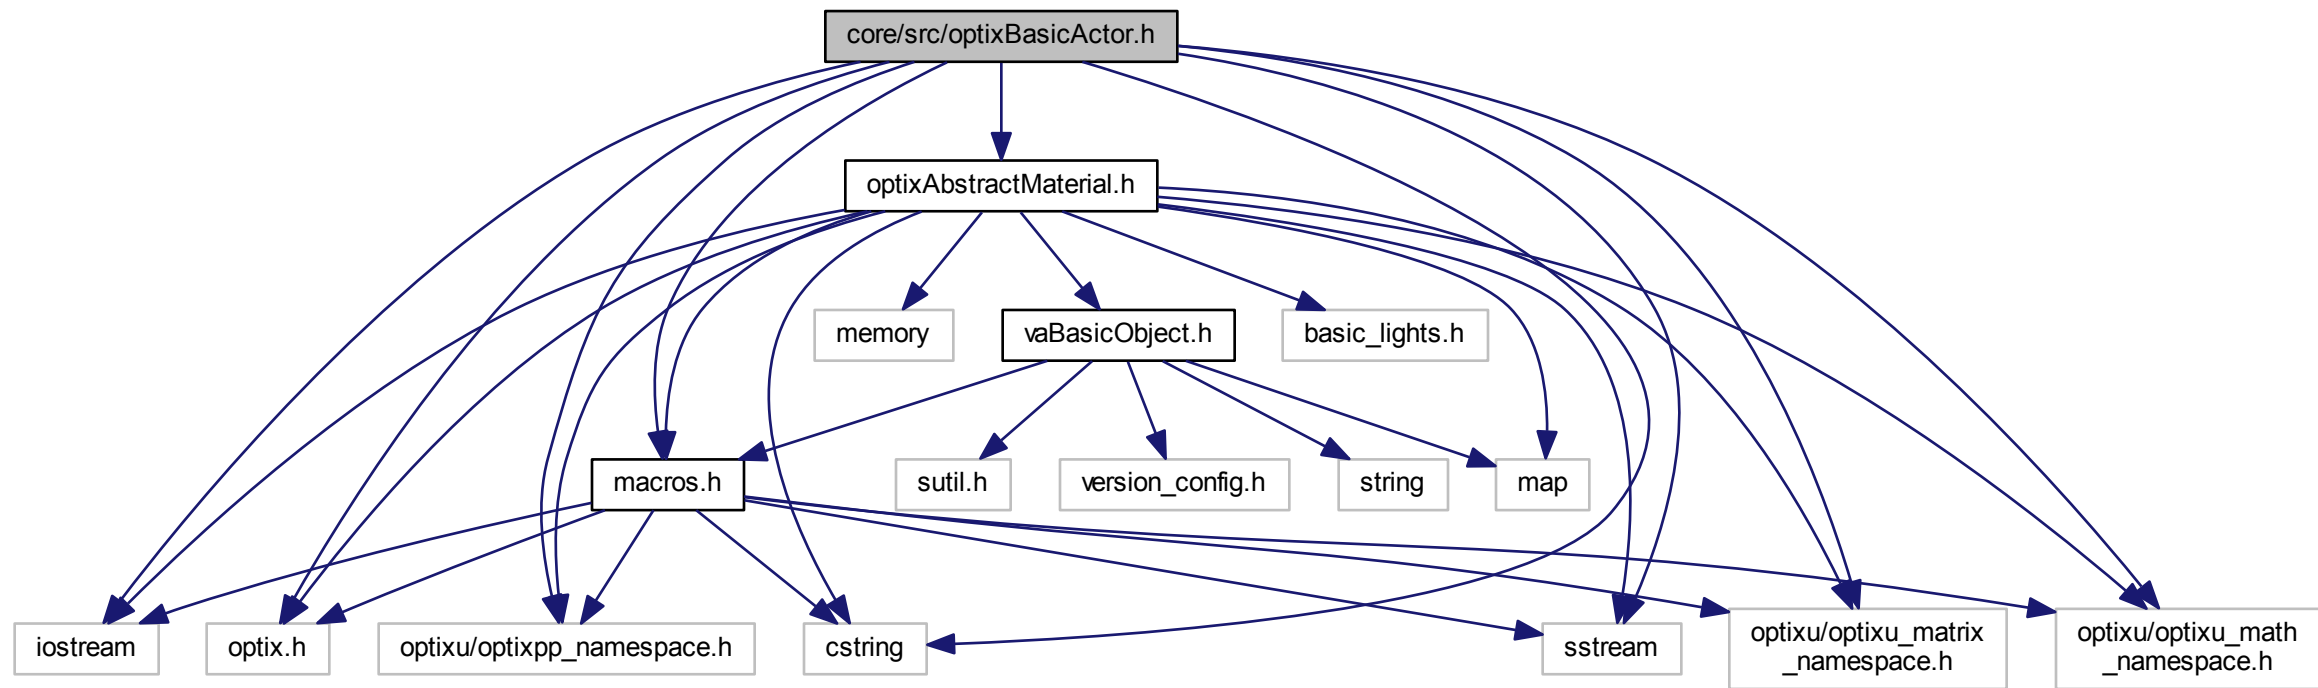 core/src/optixBasicActor.h
optixAbstractMaterial.h
memory
vaBasicObject.h
basic_lights.h
macros.h
sutil.h
version_config.h
string
map
iostream
optix.h
optixu/optixpp_namespace.h
cstring
sstream
optixu/optixu_matrix
_namespace.h
optixu/optixu_math
_namespace.h